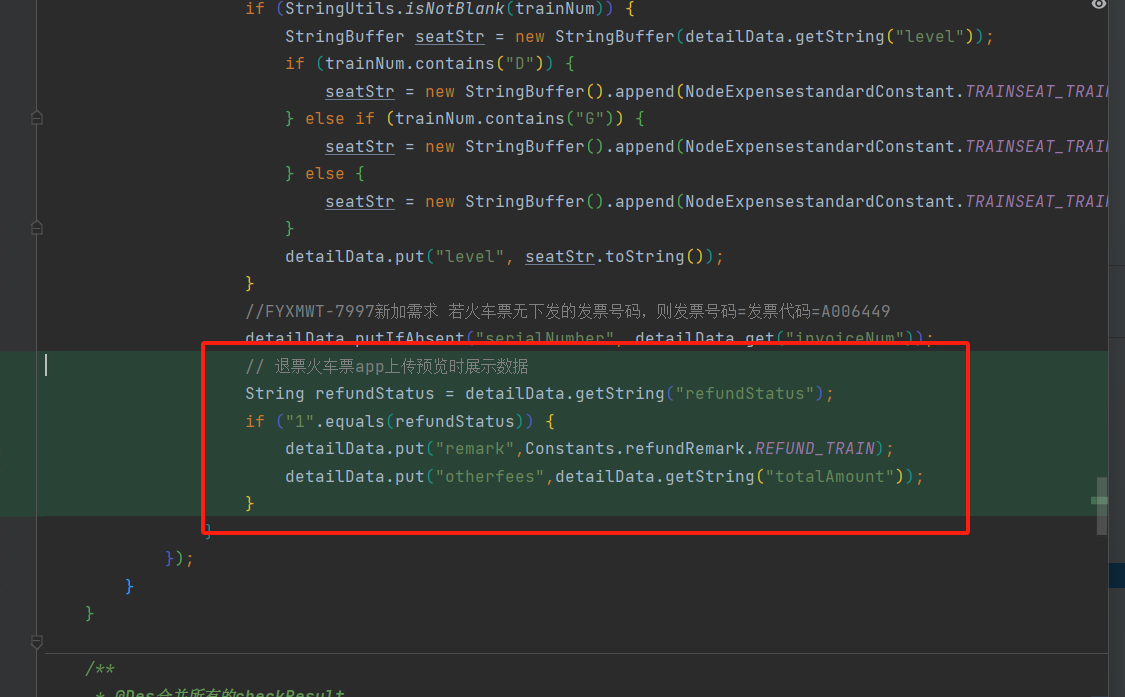 if (StringUtils.isNotBlank(trainNum)) {
StringBuffer seatStr = new StringBuffer(detailData.getString("level"));
if (trainNum.contains("D")) {
seatStr = new StringBuffer().append(NodeExpensestandardConstant.TRAINSEAT_TRAI
} else if (trainNum.contains("G")) {
seatStr = new StringBuffer().append(NodeExpensestandardConstant.TRAINSEAT_TRAI
} else {
seatStr = new StringBuffer().append(NodeExpensestandardConstant.TRAINSEAT_TRAI
}
detailData.put("level", seatStr.toString());
}
//FYXMWT-7997新加需求 若火车票无下发的发票号码，则发票号码=发票代码=A006449
detailData.putIfAbsent("serialNumber", detailData.get("invoiceNum"));
// 退票火车票app上传预览时展示数据
String refundStatus = detailData.getString("refundStatus");
if ("1".equals(refundStatus)) {
detailData.put("remark",Constants.refundRemark.REFUND_TRAIN);
detailData.put("otherfees",detailData.getString("totalAmount"));
}
}
});
}
}
/**
* @Des合并所有的checkResult